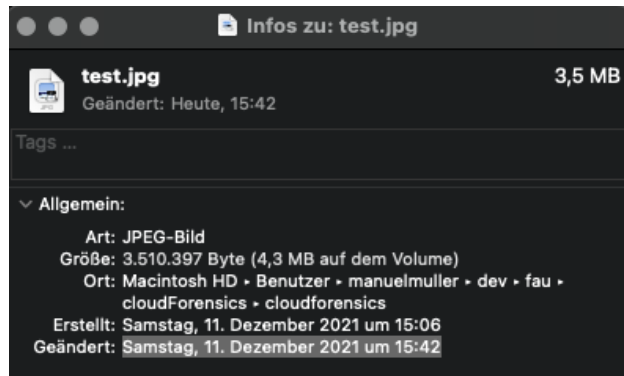 Infos zu: test.jpg
test.jpg 3,5 MB
Geändert: Heute, 15:42
Tags ...
Allgemein:
Art: JPEG-Bild
Größe: 3.510.397 Byte (4,3 MB auf dem Volume)
Ort: Macintosh HD ▸ Benutzer ▸ manuelmuller ▸ dev ▸ fau ▸
cloudForensics ▸ cloudforensics
Erstellt: Samstag, 11. Dezember 2021 um 15:06
Geändert: Samstag, 11. Dezember 2021 um 15:42